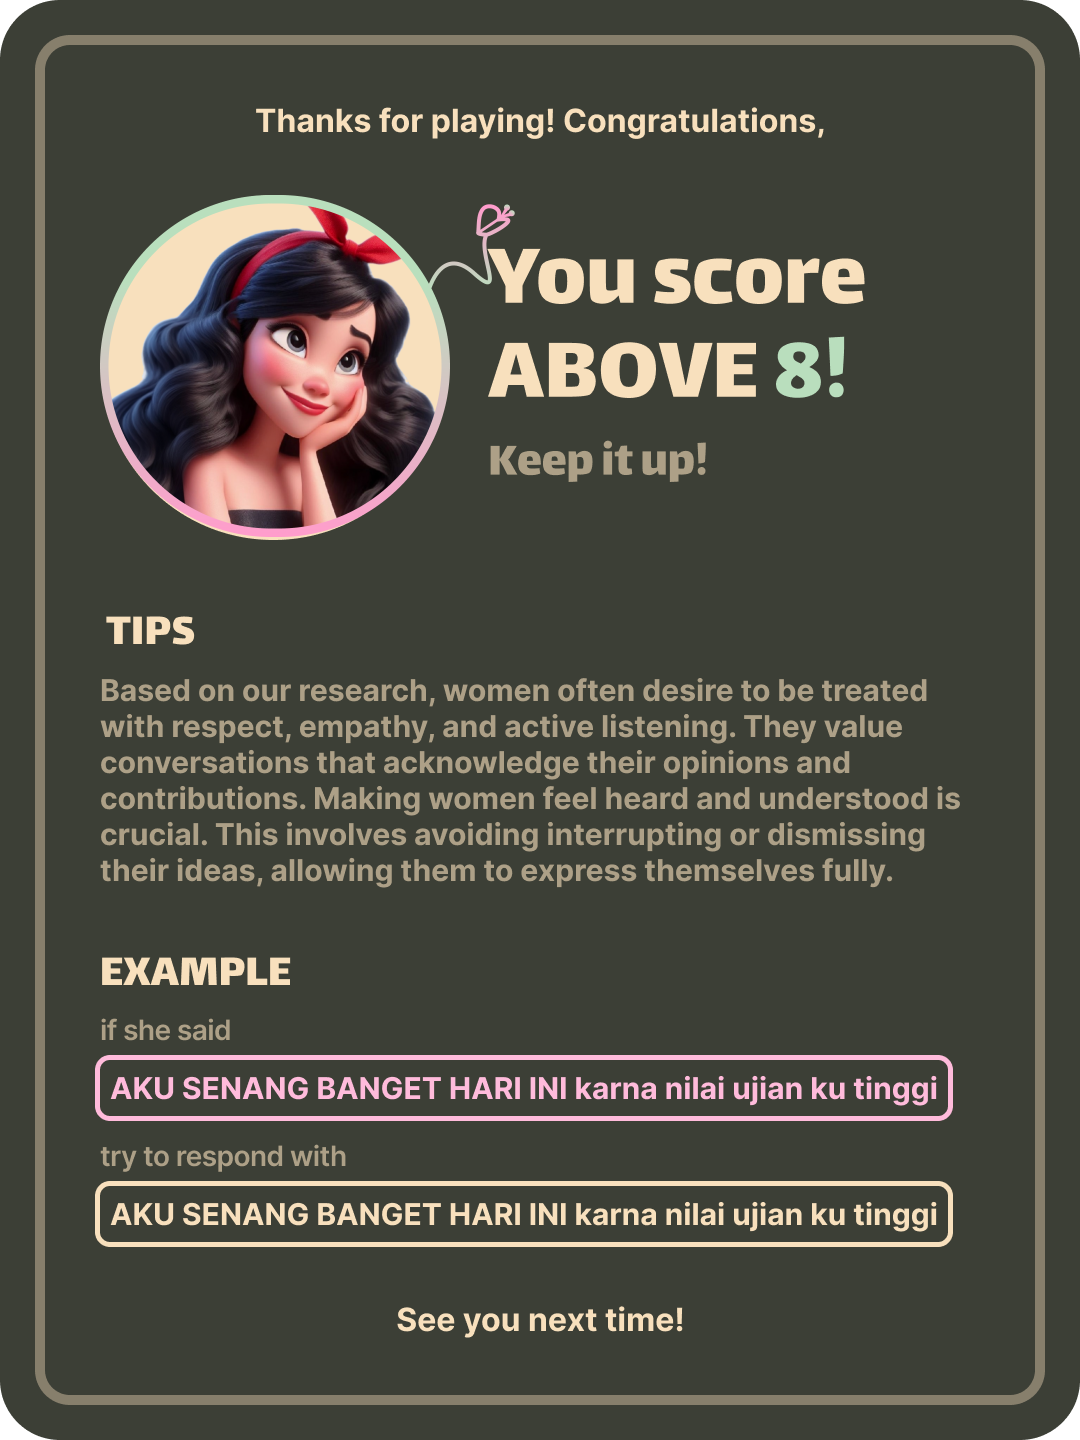 Thanks for playing! Congratulations,
You score
ABOVE 8!
Keep it up!
TIPS
Based on our research, women often desire to be treated
with respect, empathy, and active listening. They value
conversations that acknowledge their opinions and
contributions. Making women feel heard and understood is
crucial. This involves avoiding interrupting or dismissing
their ideas, allowing them to express themselves fully.
EXAMPLE
if she said
AKU SENANG BANGET HARI INI karna nilai ujian ku tinggi
try to respond with
AKU SENANG BANGET HARI INI karna nilai ujian ku tinggi
See you next time!